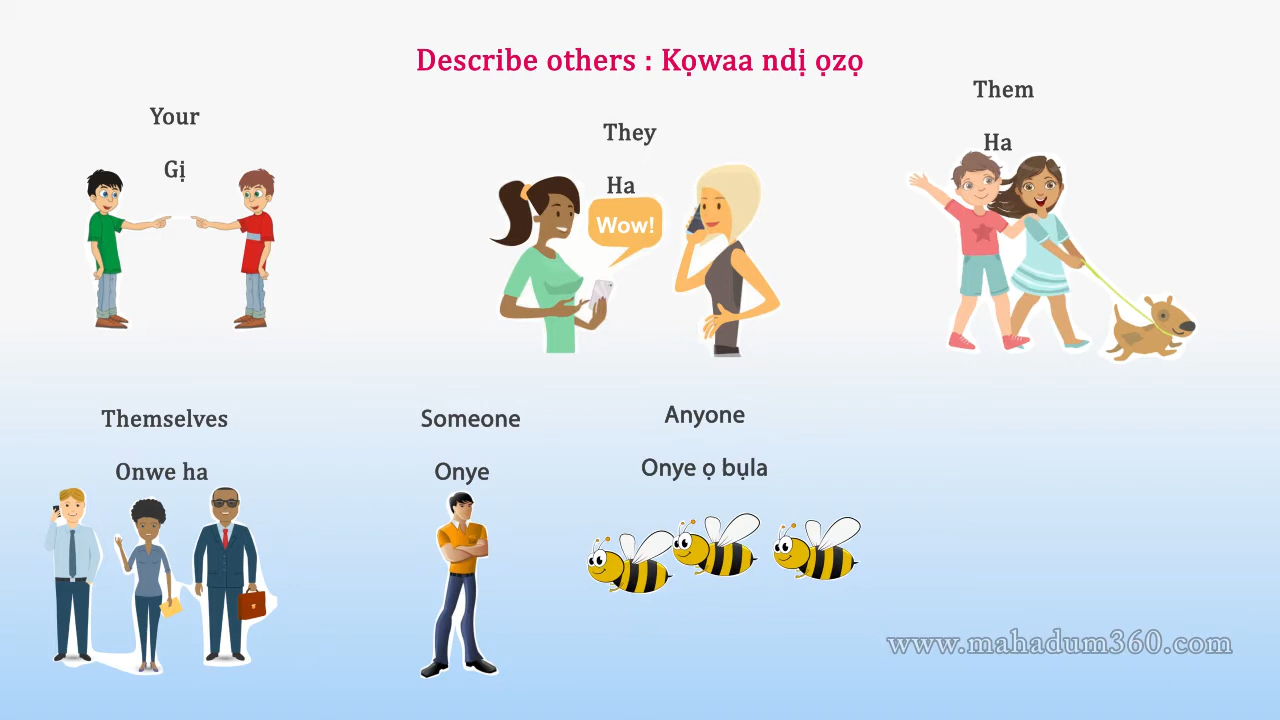 Describe others : Kọwaa ndị ọzọ
Your
Gị
They
Ha
Wow!
Them
Ha
Themselves
Onwe ha
Someone
Onye
Anyone
Onye ọ bụla
www.mahadum360.com